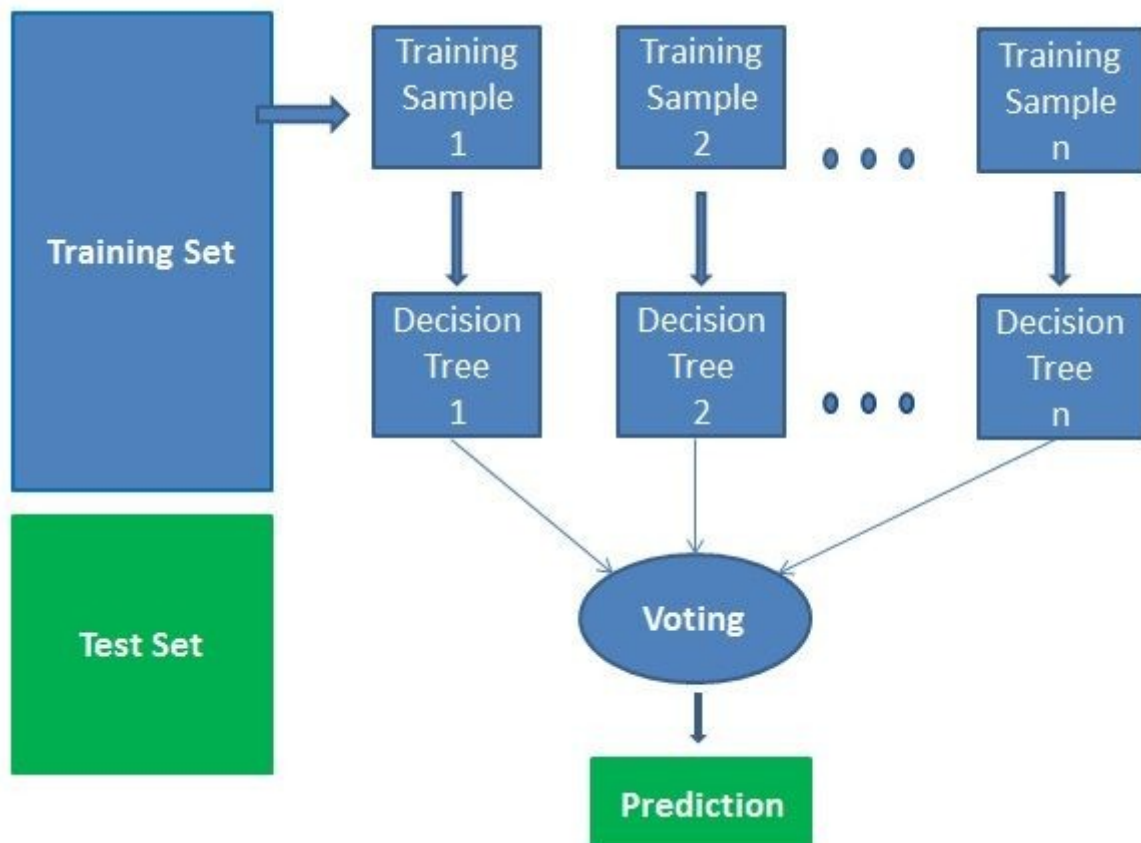 Training
Sample
1
Training
Sample
2
Training
Sample
n
Training Set
Decision
Tree
1
Decision
Tree
2
Decision
Tree
n
Test Set
Voting
Prediction